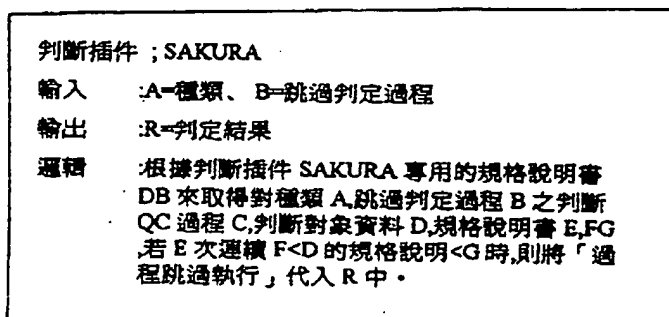 判斷插件 ; SAKURA
輸入 :A=種類、 B=跳過判定過程
輸出 :R=判定結果
邏輯 :根據判斷插件 SAKURA 專用的規格說明書
DB 來取得對種類 A,跳過判定過程 B 之判斷
QC 過程 C,判斷對象資料 D,規格說明書 E,FG
,若 E 次連續 F<D 的規格說明<G 時,則將「過
程跳過執行」代入 R 中。